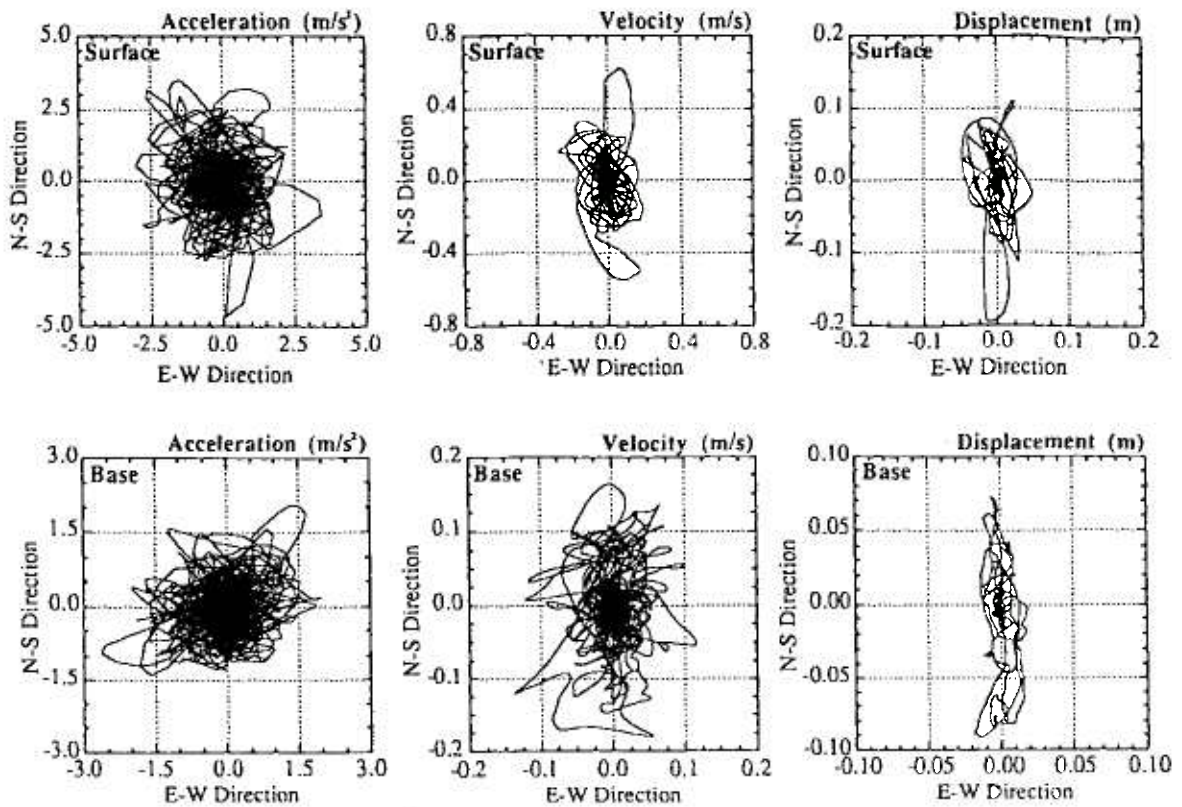 Acceleration (m/s²)
5.0
Surface
2.5
0.0
-2.5
5.0
-5.0 -2.5 0.0 2.5 5.0
N-S Direction
E-W Direction
Velocity (m/s)
0.8
Surface
0.4
0.0
-0.4
-0.8
-0.8 -0.4 0.0 0.4 0.8
N-S Direction
E-W Direction
Displacement (m)
0.2
Surface
0.1
0.0
-0.1
-0.2
-0.2 -0.1 0.0 0.1 0.2
N-S Direction
E-W Direction
Acceleration (m/s²)
3.0
Base
1.5
0.0
-1.5
-3.0
-3.0 -1.5 0.0 1.5 3.0
N-S Direction
E-W Direction
Velocity (m/s)
0.2
Base
0.1
-0.0
-0.1
-0.2
-0.2 -0.1 0.0 0.1 0.2
N-S Direction
E-W Direction
Displacement (m)
0.10
Base
0.05
0.00
-0.05
-0.10
-0.10 -0.05 0.00 0.05 0.10
N-S Direction
E-W Direction